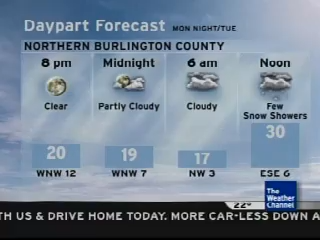 Daypart Forecast MON NIGHT/TUE
NORTHERN BURLINGTON COUNTY
8 pm Midnight 6 am Noon
Clear Partly Cloudy Cloudy Few
Snow Showers
20 19 17 30
WNW 12 WNW 7 NW 3 ESE 6
The
Weather
Channel
22°
TH US & DRIVE HOME TODAY. MORE CAR-LESS DOWN A